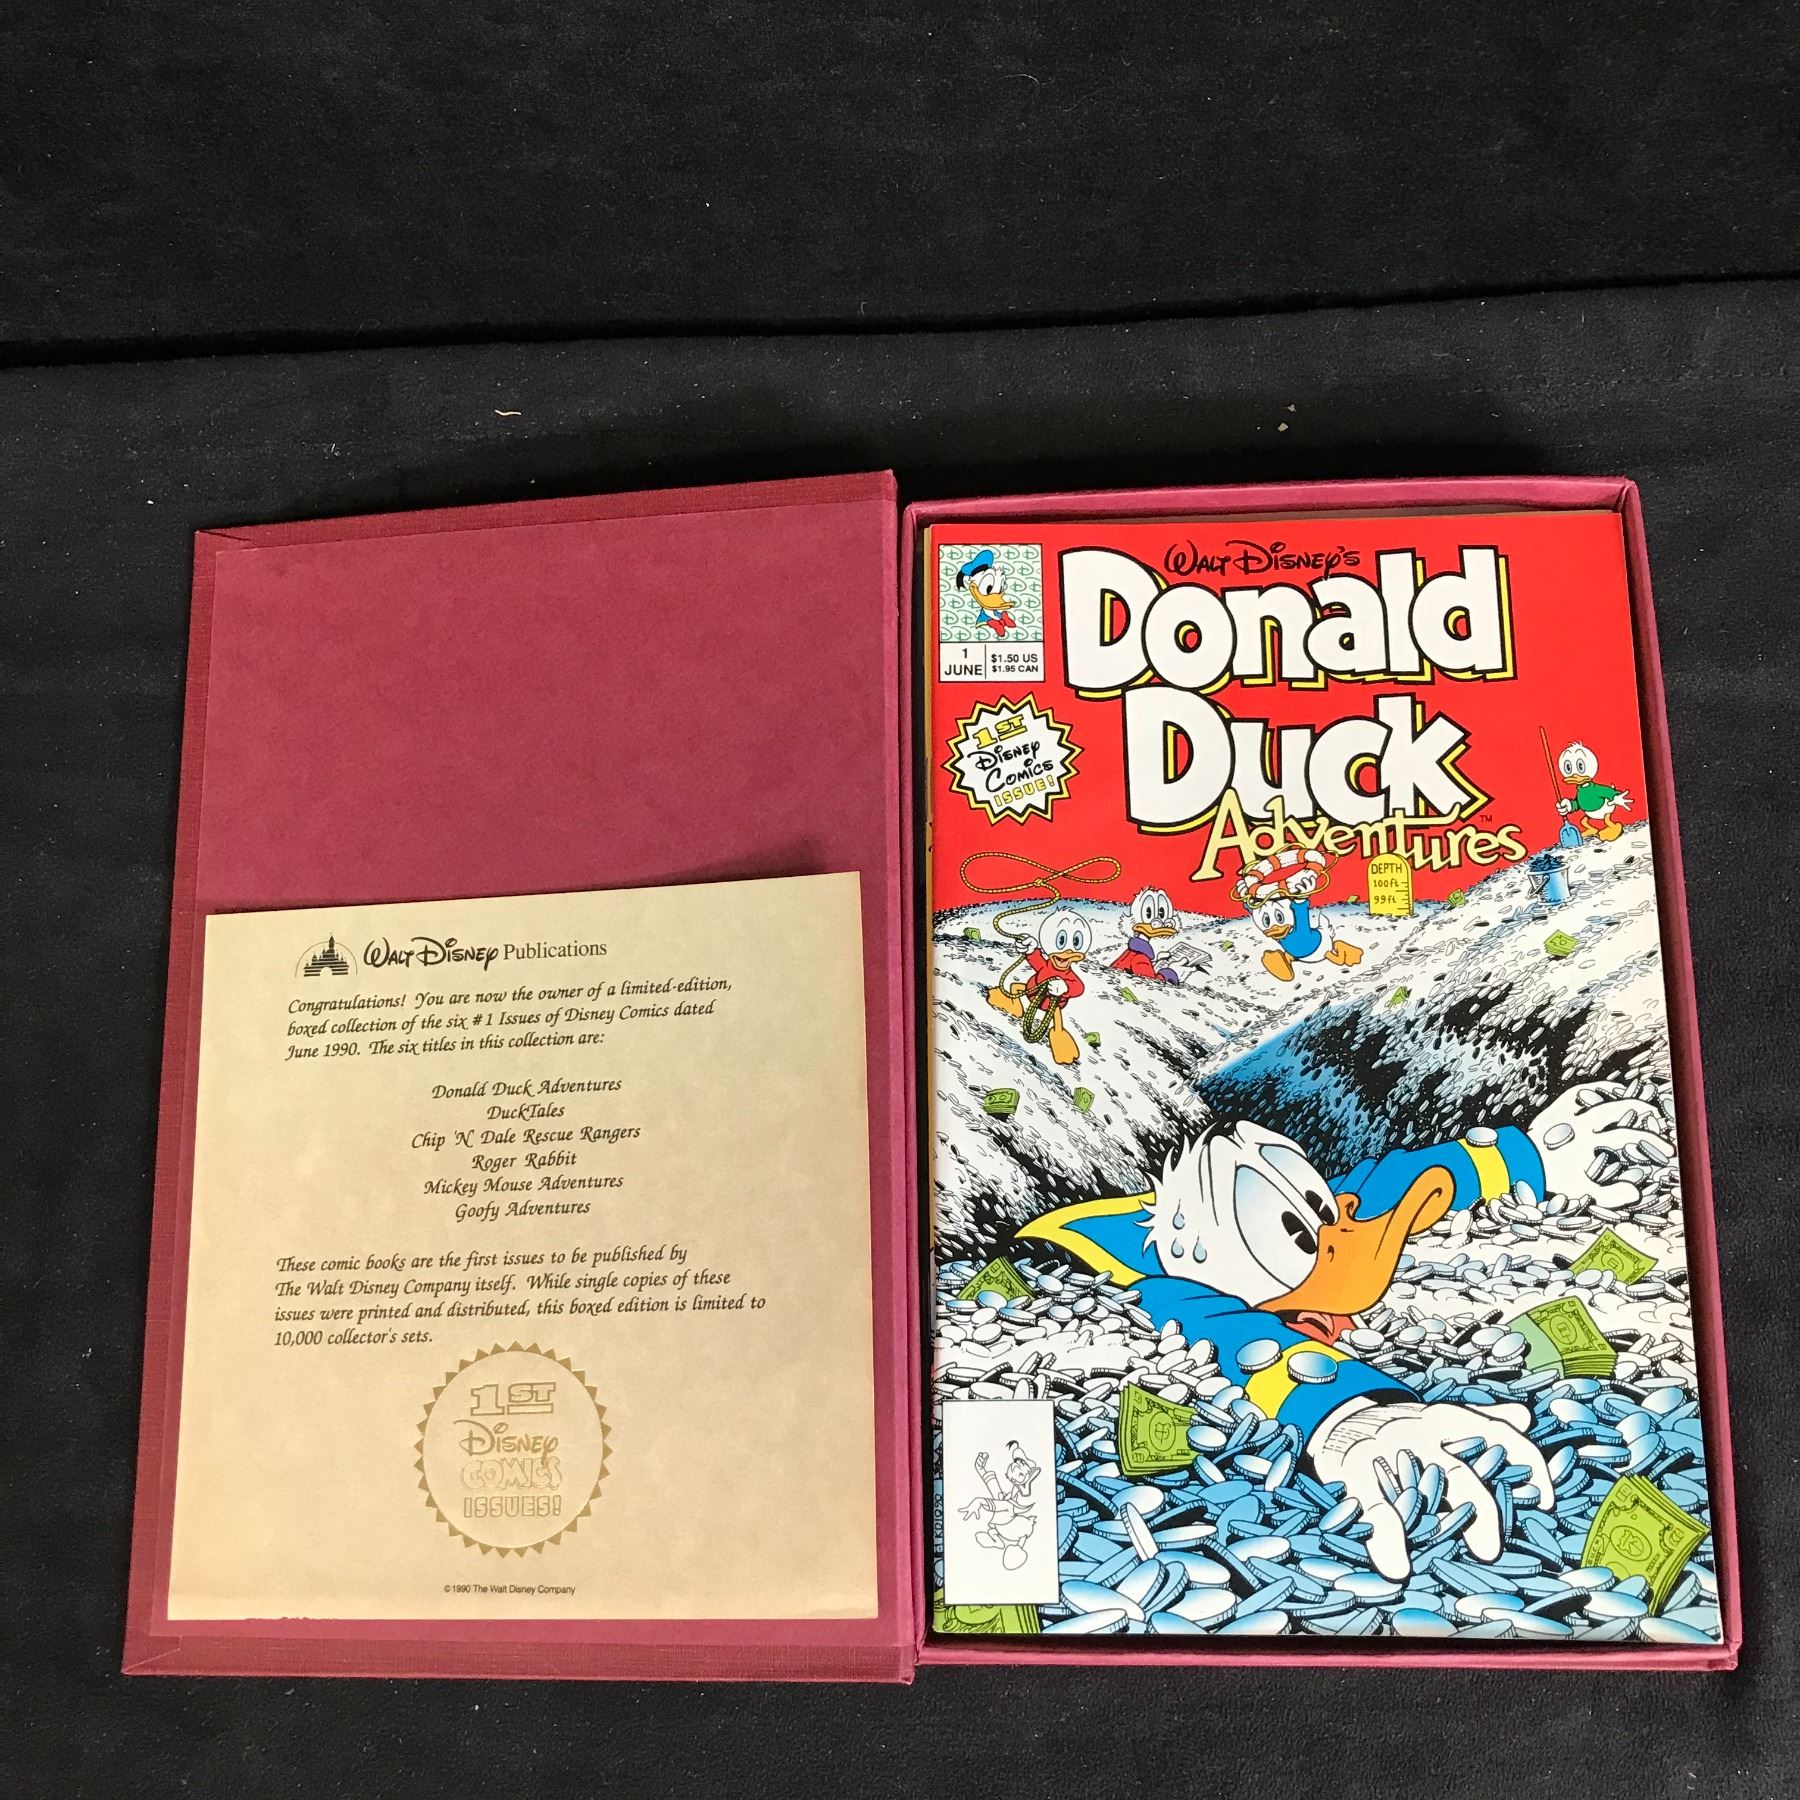 WALT DISNEY Publications
Congratulations! You are now the owner of a limited-edition,
boxed collection of the six #1 Issues of Disney Comics dated
June 1990. The six titles in this collection are:
Donald Duck Adventures
DuckTales
Chip 'N' Dale Rescue Rangers
Roger Rabbit
Mickey Mouse Adventures
Goofy Adventures
These comic books are the first issues to be published by
The Walt Disney Company itself. While single copies of these
issues were printed and distributed, this boxed edition is limited to
10,000 collector's sets.
1ST
DISNEY
COMICS
ISSUES!
©1990 The Walt Disney Company
WALT DISNEY'S
Donald
Duck
Adventures
TM
1
JUNE
$1.50 US
$1.95 CAN
1ST
DISNEY
COMICS
ISSUE!
DEPTH
100ft
99ft